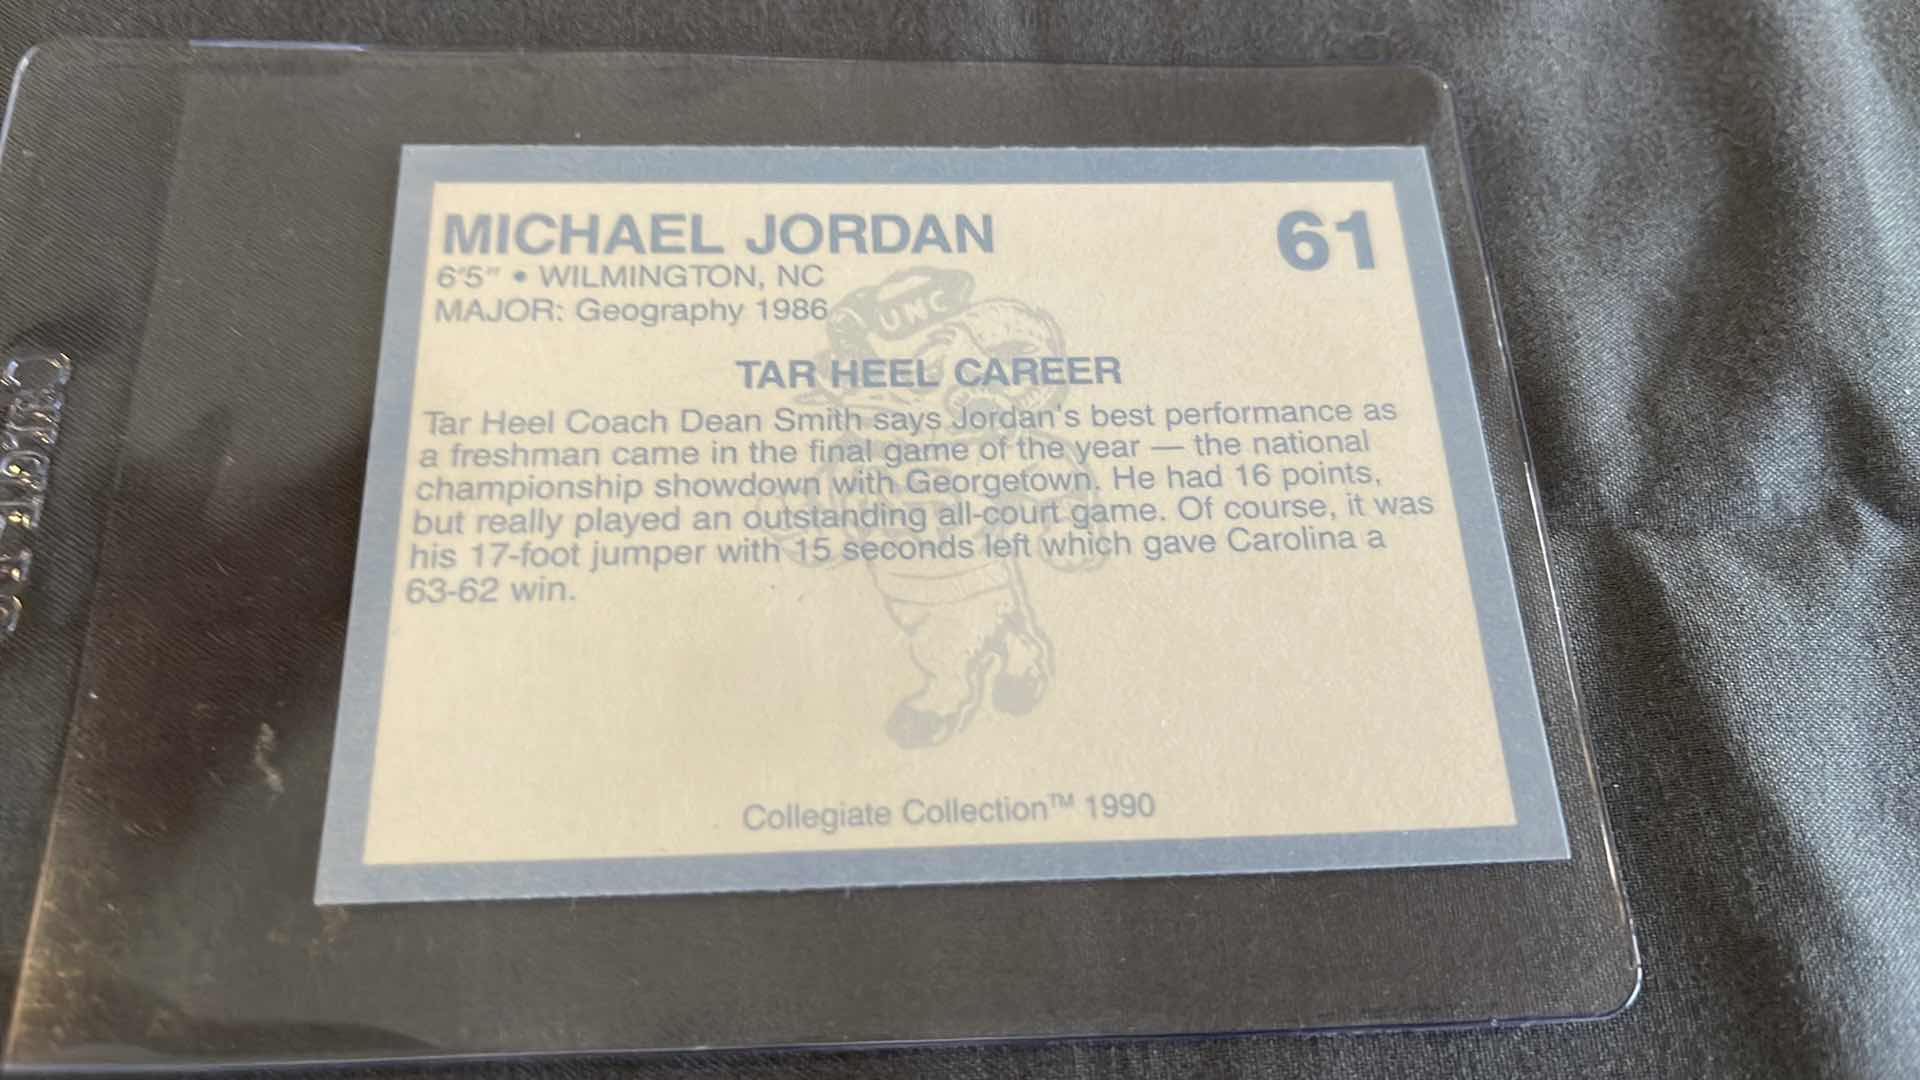 MICHAEL JORDAN 61
6'5" • WILMINGTON, NC
MAJOR: Geography 1986
UNC
TAR HEEL CAREER
Tar Heel Coach Dean Smith says Jordan's best performance as
a freshman came in the final game of the year — the national
championship showdown with Georgetown. He had 16 points,
but really played an outstanding all-court game. Of course, it was
his 17-foot jumper with 15 seconds left which gave Carolina a
63-62 win.
Collegiate Collection™ 1990